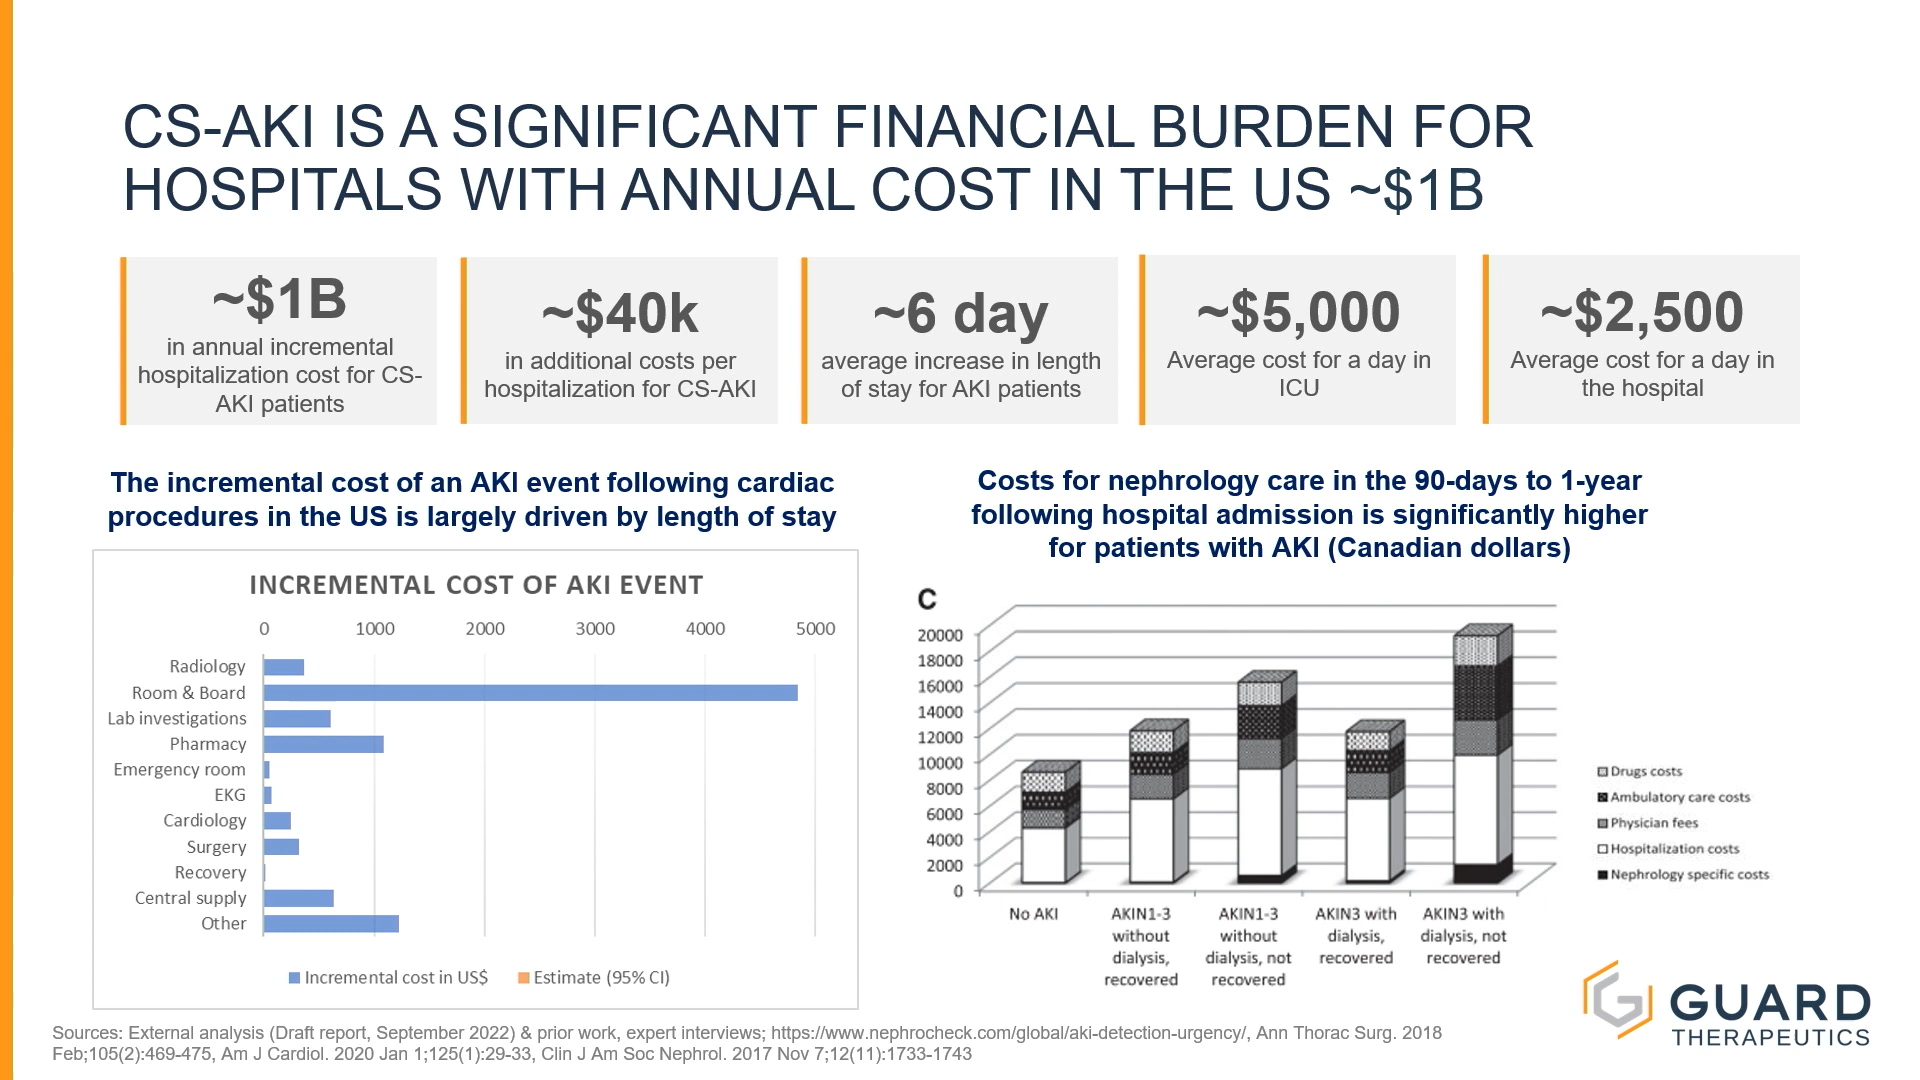 CS-AKI IS A SIGNIFICANT FINANCIAL BURDEN FOR
HOSPITALS WITH ANNUAL COST IN THE US ~$1B
~$1B
in annual incremental
hospitalization cost for CS-
AKI patients
~$40k
in additional costs per
hospitalization for CS-AKI
~6 day
average increase in length
of stay for AKI patients
~$5,000
Average cost for a day in
ICU
~$2,500
Average cost for a day in
the hospital
The incremental cost of an AKI event following cardiac
procedures in the US is largely driven by length of stay
INCREMENTAL COST OF AKI EVENT
0 1000 2000 3000 4000 5000
Radiology
Room & Board
Lab investigations
Pharmacy
Emergency room
EKG
Cardiology
Surgery
Recovery
Central supply
Other
Incremental cost in US$ Estimate (95% CI)
Costs for nephrology care in the 90-days to 1-year
following hospital admission is significantly higher
for patients with AKI (Canadian dollars)
C
20000
18000
16000
14000
12000
10000
8000
6000
4000
2000
0
No AKI
AKIN1-3
without
dialysis,
recovered
AKIN1-3
without
dialysis, not
recovered
AKIN3 with
dialysis,
recovered
AKIN3 with
dialysis, not
recovered
Drugs costs
Ambulatory care costs
Physician fees
Hospitalization costs
Nephrology specific costs
GUARD
THERAPEUTICS
Sources: External analysis (Draft report, September 2022) & prior work, expert interviews; https://www.nephrocheck.com/global/aki-detection-urgency/, Ann Thorac Surg. 2018
Feb;105(2):469-475, Am J Cardiol. 2020 Jan 1;125(1):29-33, Clin J Am Soc Nephrol. 2017 Nov 7;12(11):1733-1743